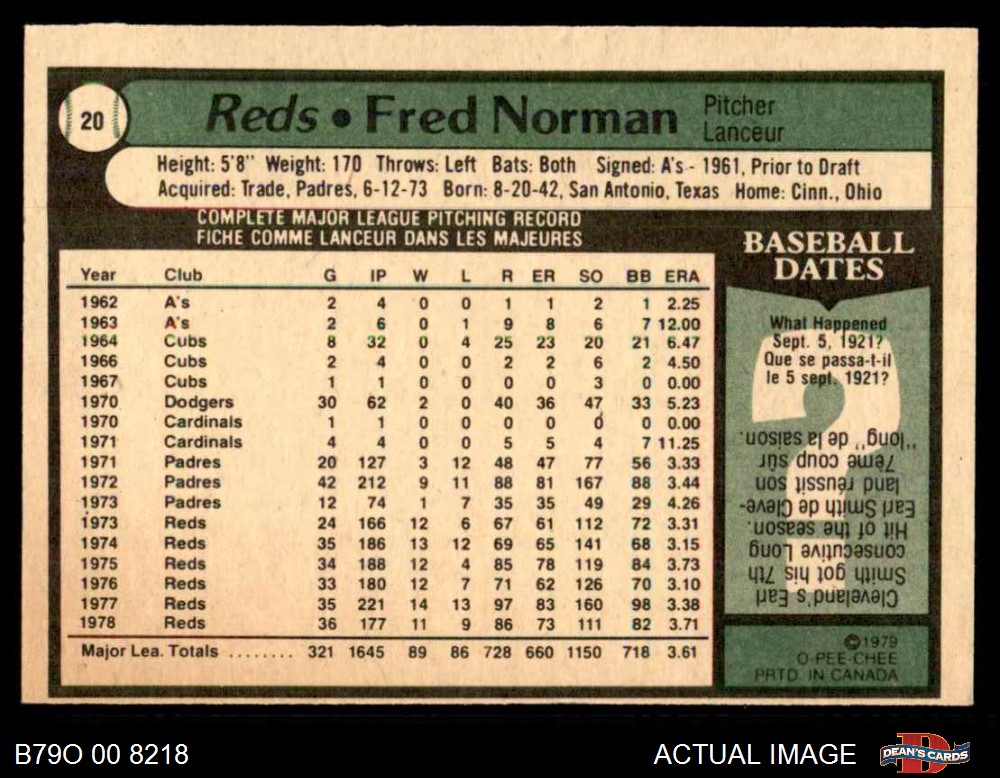 20
Reds • Fred Norman
Pitcher
Lanceur
Height: 5'8" Weight: 170 Throws: Left Bats: Both Signed: A's - 1961, Prior to Draft
Acquired: Trade, Padres, 6-12-73 Born: 8-20-42, San Antonio, Texas Home: Cinn., Ohio
COMPLETE MAJOR LEAGUE PITCHING RECORD
FICHE COMME LANCEUR DANS LES MAJEURES
Year Club G IP W L R ER SO BB ERA
1962 A's 2 4 0 0 1 1 2 1 2.25
1963 A's 2 6 0 1 9 8 6 7 12.00
1964 Cubs 8 32 0 4 25 23 20 21 6.47
1966 Cubs 2 4 0 0 2 2 6 2 4.50
1967 Cubs 1 1 0 0 0 0 3 0 0.00
1970 Dodgers 30 62 2 0 40 36 47 33 5.23
1970 Cardinals 1 1 0 0 0 0 0 0 0.00
1971 Cardinals 4 4 0 0 5 5 4 7 11.25
1971 Padres 20 127 3 12 48 47 77 56 3.33
1972 Padres 42 212 9 11 88 81 167 88 3.44
1973 Padres 12 74 1 7 35 35 49 29 4.26
1973 Reds 24 166 12 6 67 61 112 72 3.31
1974 Reds 35 186 13 12 69 65 141 68 3.15
1975 Reds 34 188 12 4 85 78 119 84 3.73
1976 Reds 33 180 12 7 71 62 126 70 3.10
1977 Reds 35 221 14 13 97 83 160 98 3.38
1978 Reds 36 177 11 9 86 73 111 82 3.71
Major Lea. Totals ........ 321 1645 89 86 728 660 1150 718 3.61
BASEBALL
DATES
What Happened
Sept. 5, 1921?
Que se passa-t-il
le 5 sept. 1921?
Cleveland's Earl
Smith got his 7th
consecutive Long
Hit of the season.
Earl Smith de Cleve-
land réussit son
7ème coup sûr
"long" de la saison.
©1979
O-PEE-CHEE
PRTD. IN CANADA
B79O 00 8218
ACTUAL IMAGE
D
DEAN'S CARDS